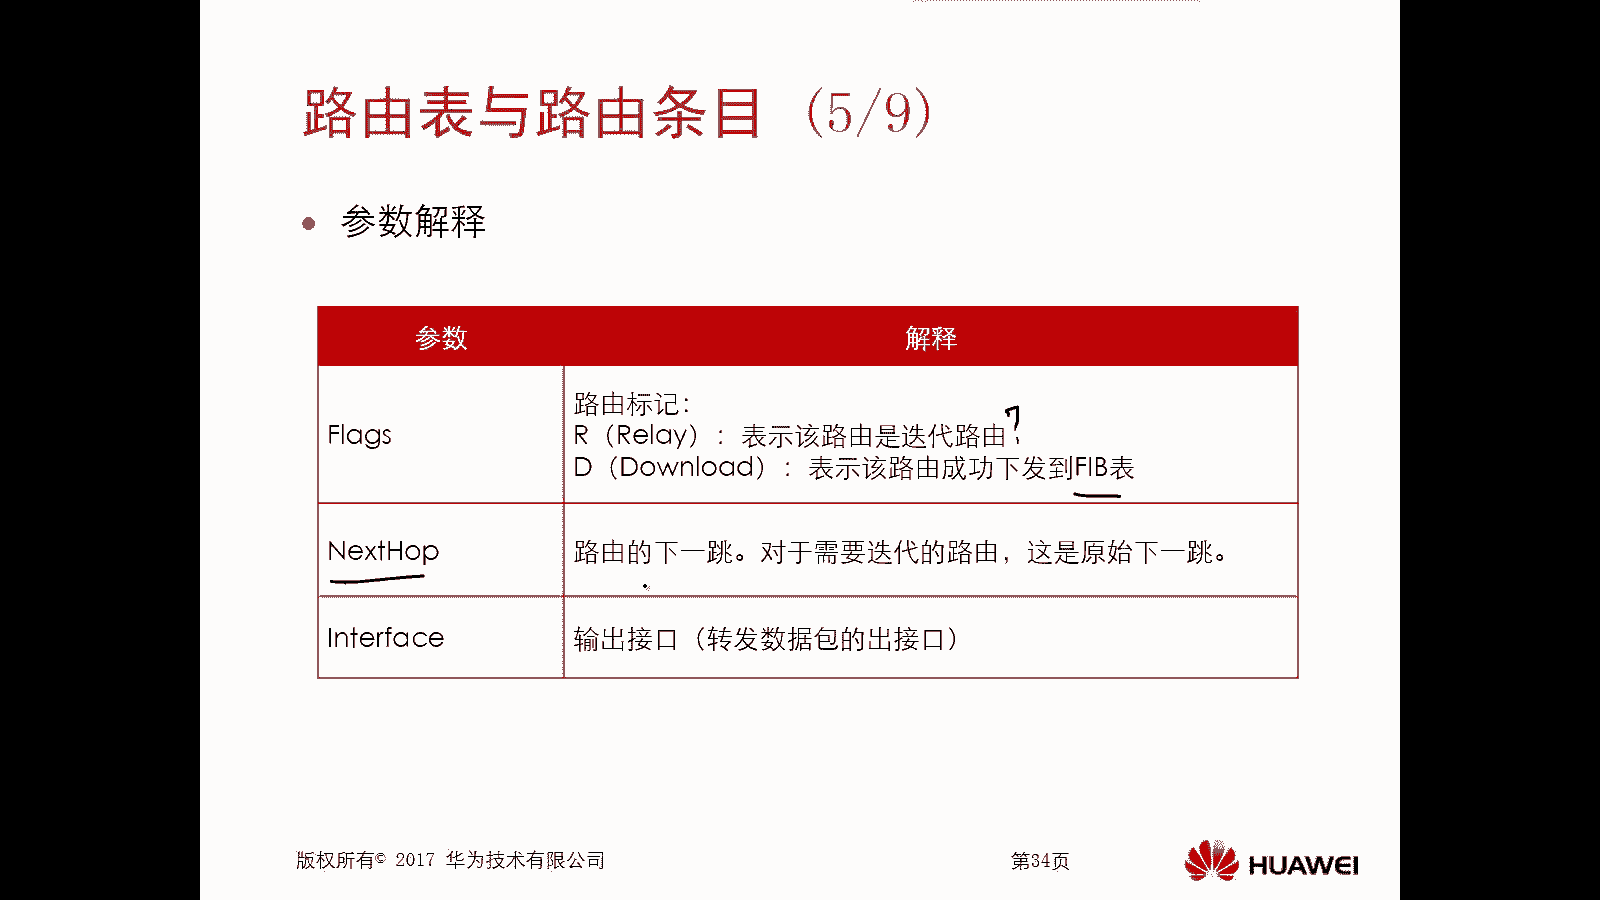 路由表与路由条目 (5/9)
• 参数解释
参数 解释
Flags
路由标记：
R（Relay）：表示该路由是迭代路由
D（Download）：表示该路由成功下发到FIB表
NextHop 路由的下一跳。对于需要迭代的路由，这是原始下一跳。
Interface 输出接口（转发数据包的出接口）
版权所有© 2017 华为技术有限公司 第34页 HUAWEI